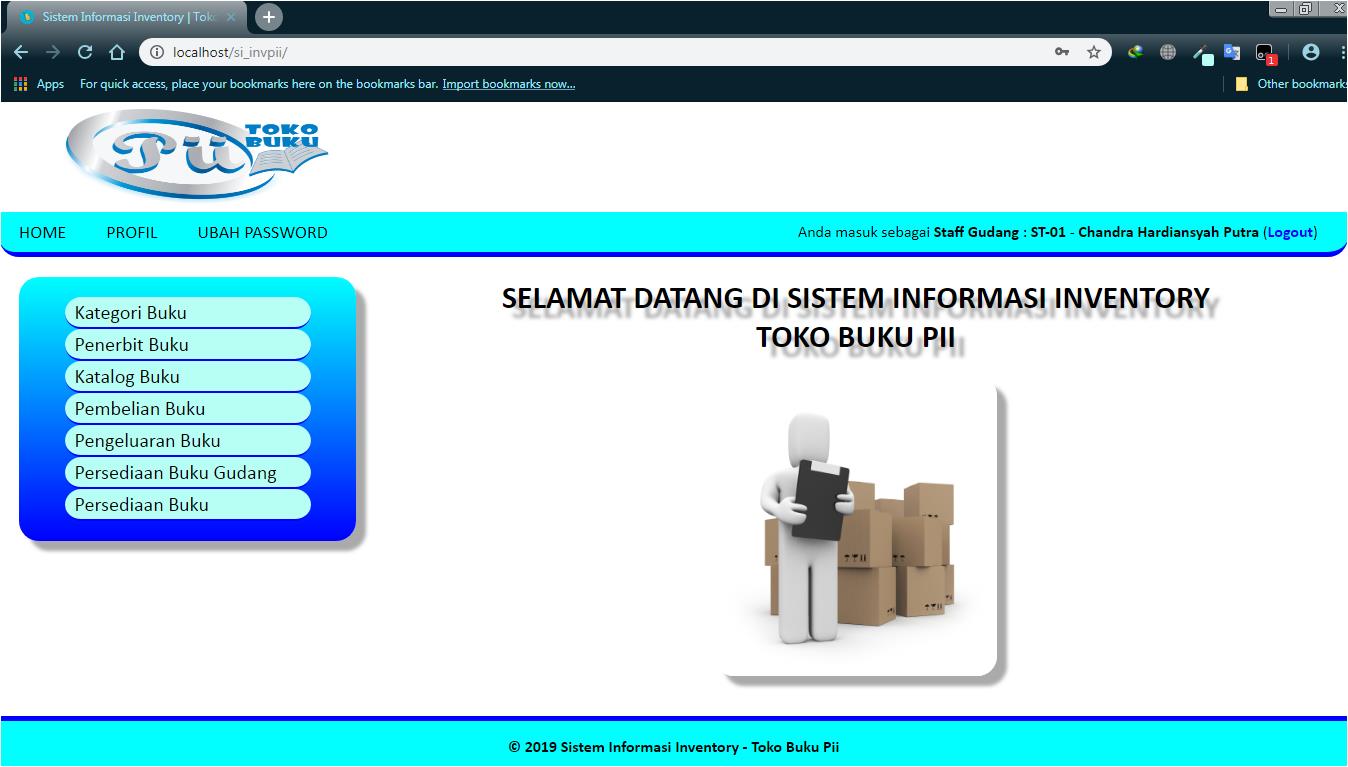 Sistem Informasi Inventory | Tok
localhost/si_invpii/
1
Apps For quick access, place your bookmarks here on the bookmarks bar. Import bookmarks now... Other bookmarks
Pii TOKO BUKU
HOME PROFIL UBAH PASSWORD Anda masuk sebagai Staff Gudang : ST-01 - Chandra Hardiansyah Putra (Logout)
Kategori Buku
Penerbit Buku
Katalog Buku
Pembelian Buku
Pengeluaran Buku
Persediaan Buku Gudang
Persediaan Buku
SELAMAT DATANG DI SISTEM INFORMASI INVENTORY
TOKO BUKU PII
© 2019 Sistem Informasi Inventory - Toko Buku Pii